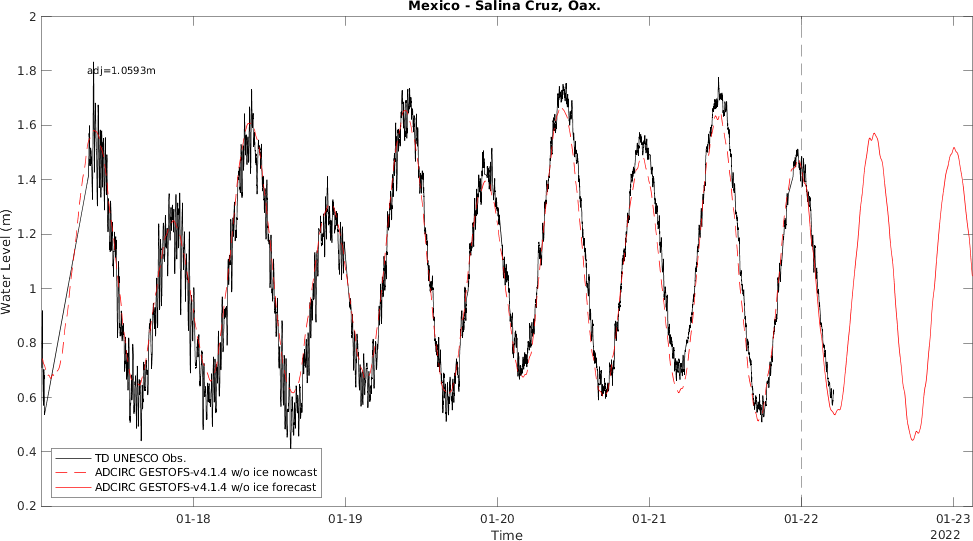 Mexico - Salina Cruz, Oax.
2
1.8
1.6
1.4
1.2
1
0.8
0.6
0.4
0.2
Water Level (m)
adj=1.0593m
TD UNESCO Obs.
ADCIRC GESTOFS-v4.1.4 w/o ice nowcast
ADCIRC GESTOFS-v4.1.4 w/o ice forecast
01-18
01-19
01-20
01-21
01-22
01-23
Time
2022